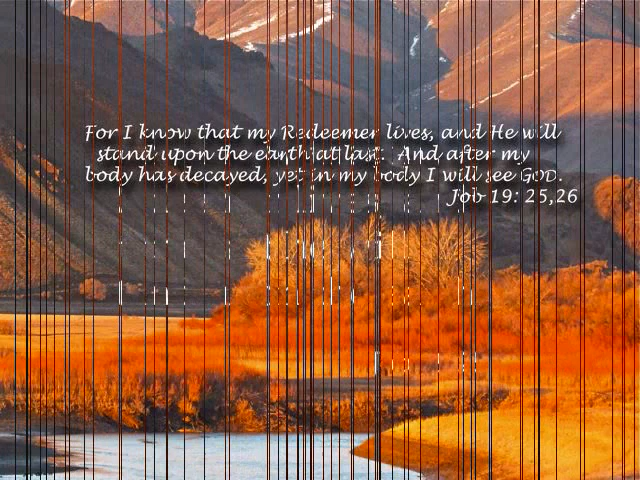 For I know that my Redeemer lives, and He will
stand upon the earth at last. And after my
body has decayed, yet in my body I will see GOD.
Job 19: 25,26